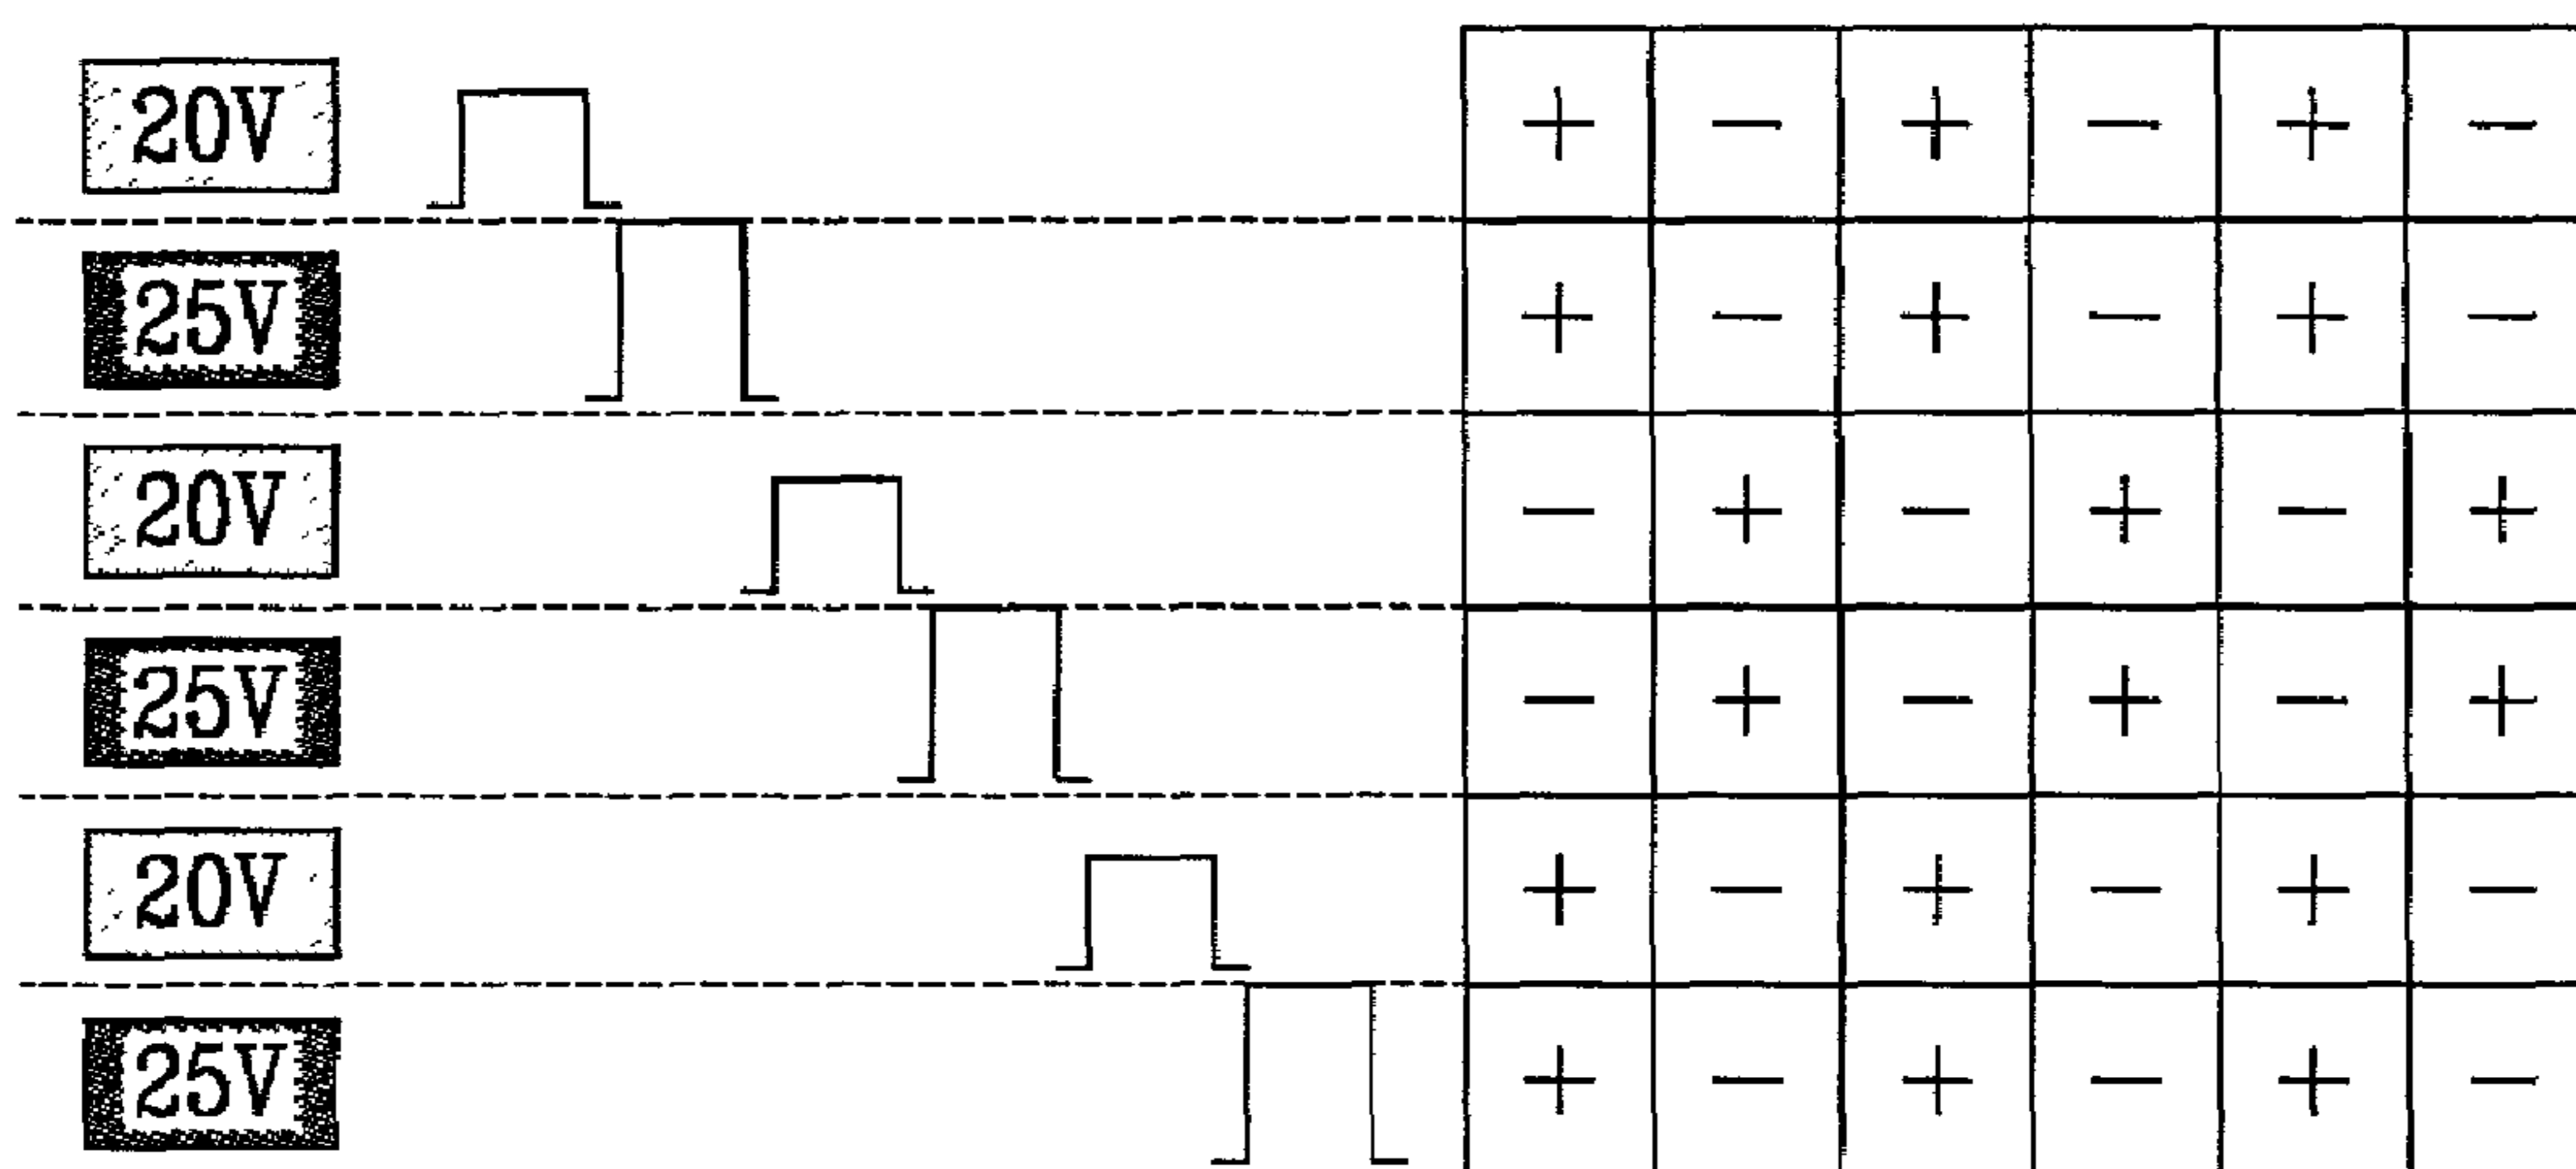 20V + − + − + −
25V + − + − + −
20V − + − + − +
25V − + − + − +
20V + − + − + −
25V + − + − + −